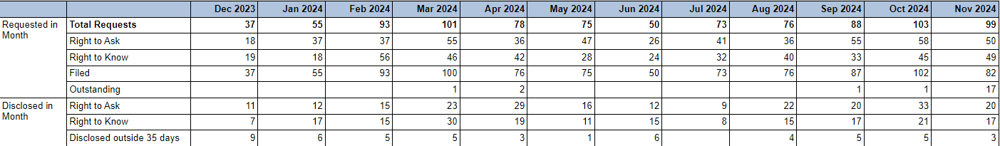 Dec 2023 Jan 2024 Feb 2024 Mar 2024 Apr 2024 May 2024 Jun 2024 Jul 2024 Aug 2024 Sep 2024 Oct 2024 Nov 2024
Requested in Month Total Requests 37 55 93 101 78 75 50 73 76 88 103 99
Right to Ask 18 37 37 55 36 47 26 41 36 55 58 50
Right to Know 19 18 56 46 42 28 24 32 40 33 45 49
Filed 37 55 93 100 76 75 50 73 76 87 102 82
Outstanding 1 2 1 1 17
Disclosed in Month Right to Ask 11 12 15 23 29 16 12 9 22 20 33 20
Right to Know 7 17 15 30 19 11 15 8 15 17 21 17
Disclosed outside 35 days 9 6 5 5 3 1 6 4 5 5 3